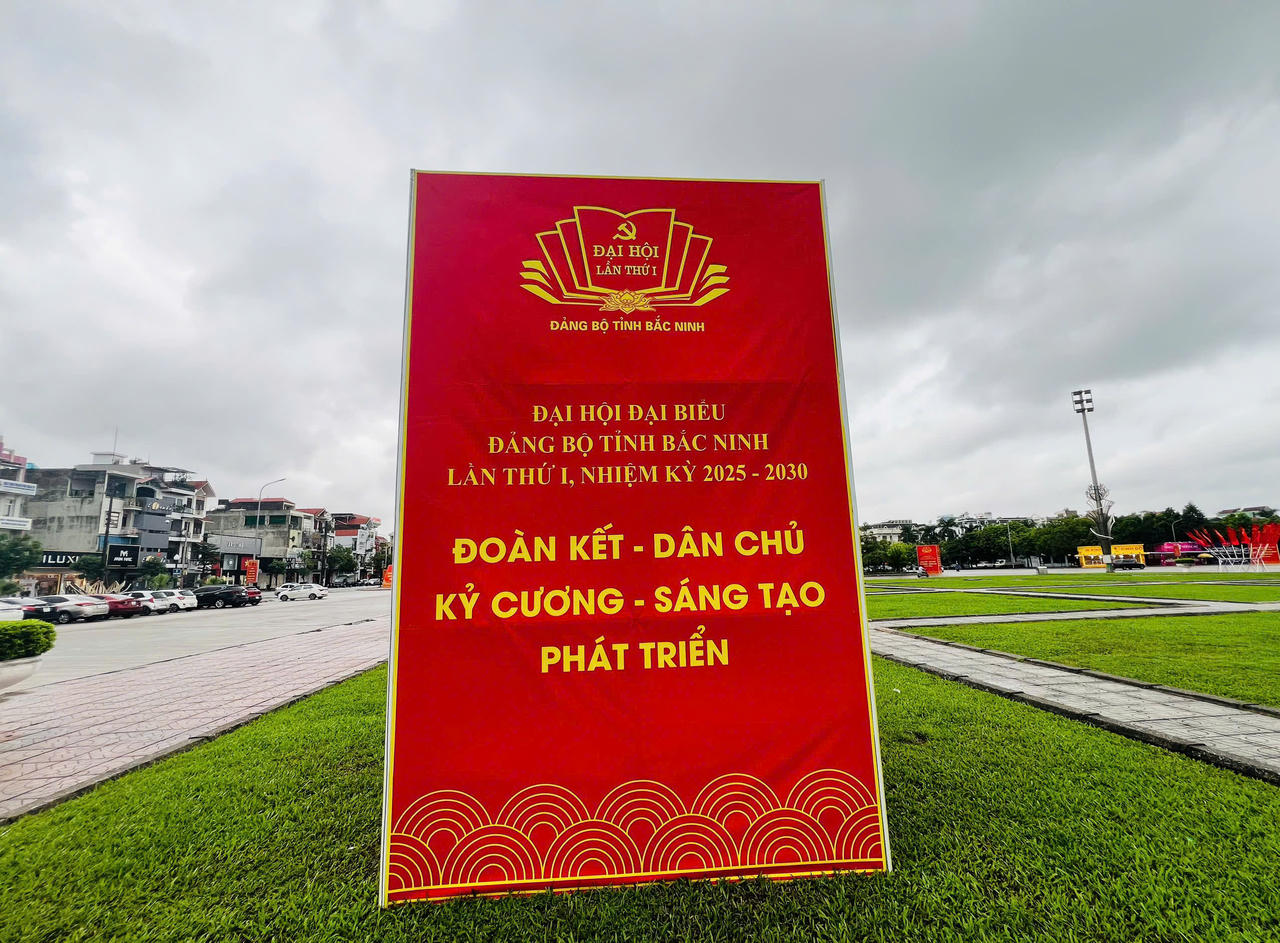 ĐẠI HỘI
LẦN THỨ I
ĐẢNG BỘ TỈNH BẮC NINH
ĐẠI HỘI ĐẠI BIỂU
ĐẢNG BỘ TỈNH BẮC NINH
LẦN THỨ I, NHIỆM KỲ 2025 - 2030
ĐOÀN KẾT - DÂN CHỦ
KỶ CƯƠNG - SÁNG TẠO
PHÁT TRIỂN